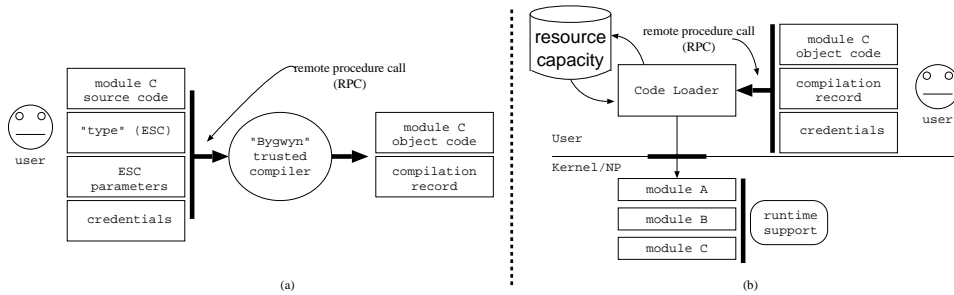 remote procedure call
(RPC)
module C
source code
"type" (ESC)
ESC
parameters
credentials
user
"Bygwyn"
trusted
compiler
module C
object code
compilation
record
(a)
resource
capacity
remote procedure call
(RPC)
Code Loader
module C
object code
compilation
record
credentials
user
User
Kernel/NP
module A
module B
module C
runtime
support
(b)